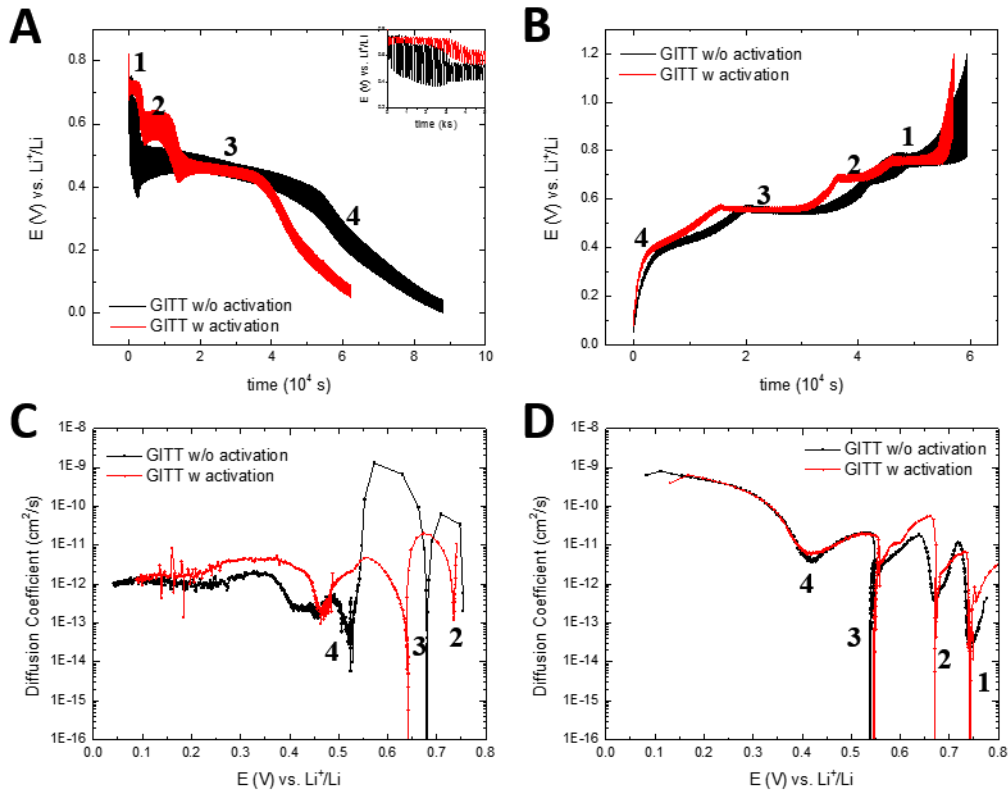 A
0.8
0.6
0.4
0.2
0.0
E (V) vs. Li⁺/Li
1
2
3
4
E (V) vs. Li⁺/Li
time (ks)
GITT w/o activation
GITT w activation
0 2 4 6 8 10
time (10⁴ s)
B
1.2
1.0
0.8
0.6
0.4
0.2
0.0
E (V) vs. Li⁺/Li
GITT w/o activation
GITT w activation
1
2
3
4
0 2 4 6
time (10⁴ s)
C
1E-8
1E-9
1E-10
1E-11
1E-12
1E-13
1E-14
1E-15
1E-16
Diffusion Coefficient (cm²/s)
GITT w/o activation
GITT w activation
4
3
2
0.0 0.1 0.2 0.3 0.4 0.5 0.6 0.7 0.8
E (V) vs. Li⁺/Li
D
1E-8
1E-9
1E-10
1E-11
1E-12
1E-13
1E-14
1E-15
1E-16
Diffusion Coefficient (cm²/s)
GITT w/o activation
GITT w activation
4
3
2
1
0.0 0.1 0.2 0.3 0.4 0.5 0.6 0.7 0.8
E (V) vs. Li⁺/Li